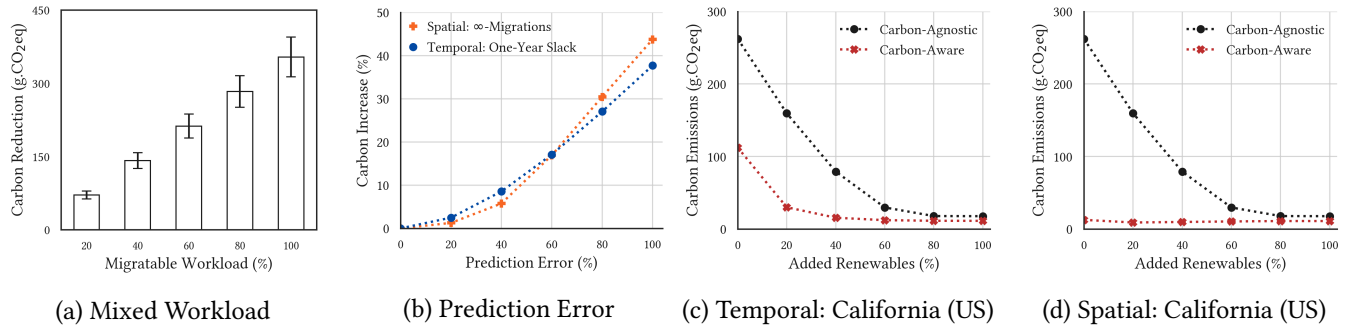 Carbon Reduction (g.CO2eq)
450
300
150
0
20 40 60 80 100
Migratable Workload (%)
(a) Mixed Workload
Carbon Increase (%)
50
40
30
20
10
0
Spatial: ∞-Migrations
Temporal: One-Year Slack
0 20 40 60 80 100
Prediction Error (%)
(b) Prediction Error
Carbon Emissions (g.CO2eq)
300
200
100
0
Carbon-Agnostic
Carbon-Aware
0 20 40 60 80 100
Added Renewables (%)
(c) Temporal: California (US)
Carbon Emissions (g.CO2eq)
300
200
100
0
Carbon-Agnostic
Carbon-Aware
0 20 40 60 80 100
Added Renewables (%)
(d) Spatial: California (US)